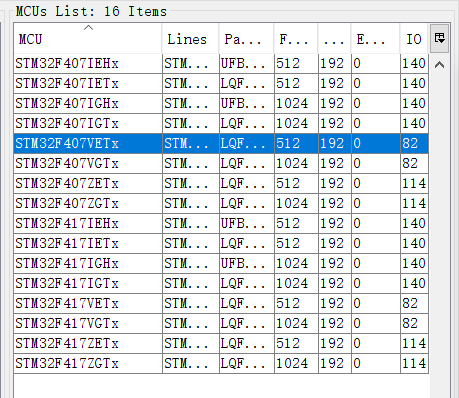 MCUs List: 16 Items
MCU Lines Pa... F... ... E... IO
STM32F407IEHx STM... UFB... 512 192 0 140
STM32F407IETx STM... LQF... 512 192 0 140
STM32F407IGHx STM... UFB... 1024 192 0 140
STM32F407IGTx STM... LQF... 1024 192 0 140
STM32F407VETx STM... LQF... 512 192 0 82
STM32F407VGTx STM... LQF... 1024 192 0 82
STM32F407ZETx STM... LQF... 512 192 0 114
STM32F407ZGTx STM... LQF... 1024 192 0 114
STM32F417IEHx STM... UFB... 512 192 0 140
STM32F417IETx STM... LQF... 512 192 0 140
STM32F417IGHx STM... UFB... 1024 192 0 140
STM32F417IGTx STM... LQF... 1024 192 0 140
STM32F417VETx STM... LQF... 512 192 0 82
STM32F417VGTx STM... LQF... 1024 192 0 82
STM32F417ZETx STM... LQF... 512 192 0 114
STM32F417ZGTx STM... LQF... 1024 192 0 114